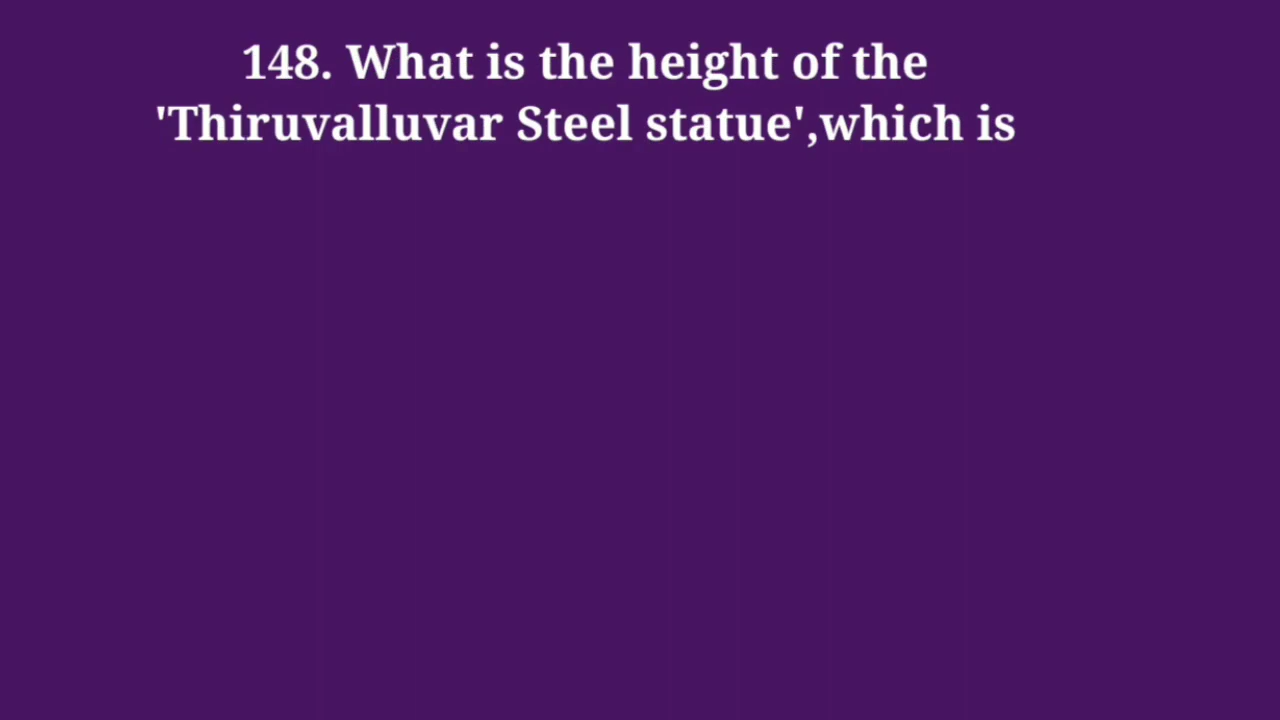 148. What is the height of the
'Thiruvalluvar Steel statue',which is